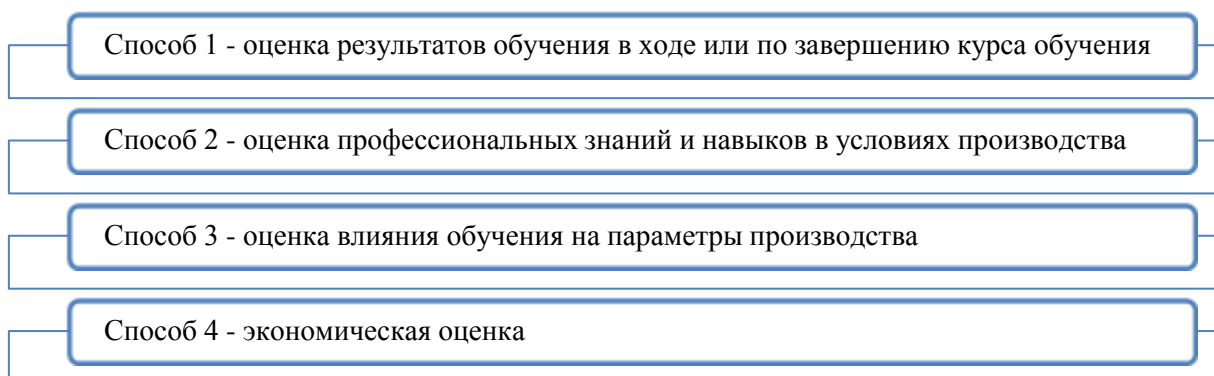 Способ 1 - оценка результатов обучения в ходе или по завершению курса обучения
Способ 2 - оценка профессиональных знаний и навыков в условиях производства
Способ 3 - оценка влияния обучения на параметры производства
Способ 4 - экономическая оценка